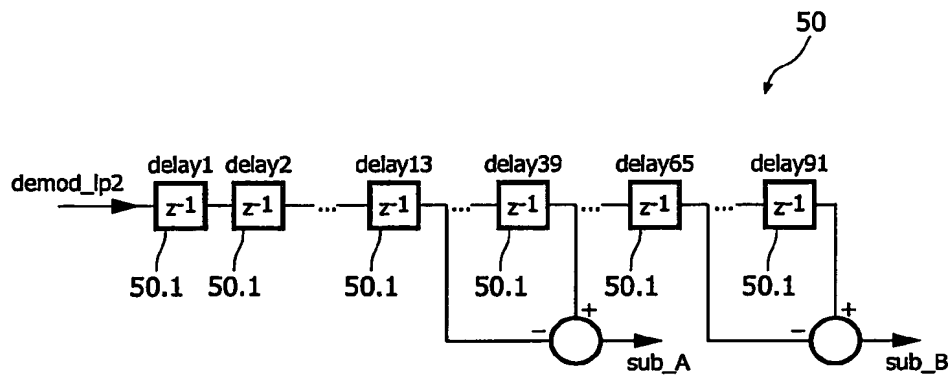 50
delay1 delay2 delay13 delay39 delay65 delay91
demod_lp2
z-1 z-1 ... z-1 ... z-1 ... z-1 ... z-1
50.1 50.1 50.1 50.1 50.1 50.1
+ +
- -
sub_A sub_B